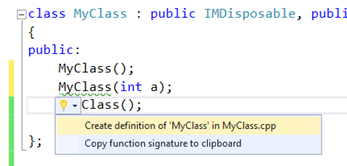 class MyClass : public IMDisposable, publi
{
public:
MyClass();
MyClass(int a);
Class();
Create definition of 'MyClass' in MyClass.cpp
Copy function signature to clipboard
};